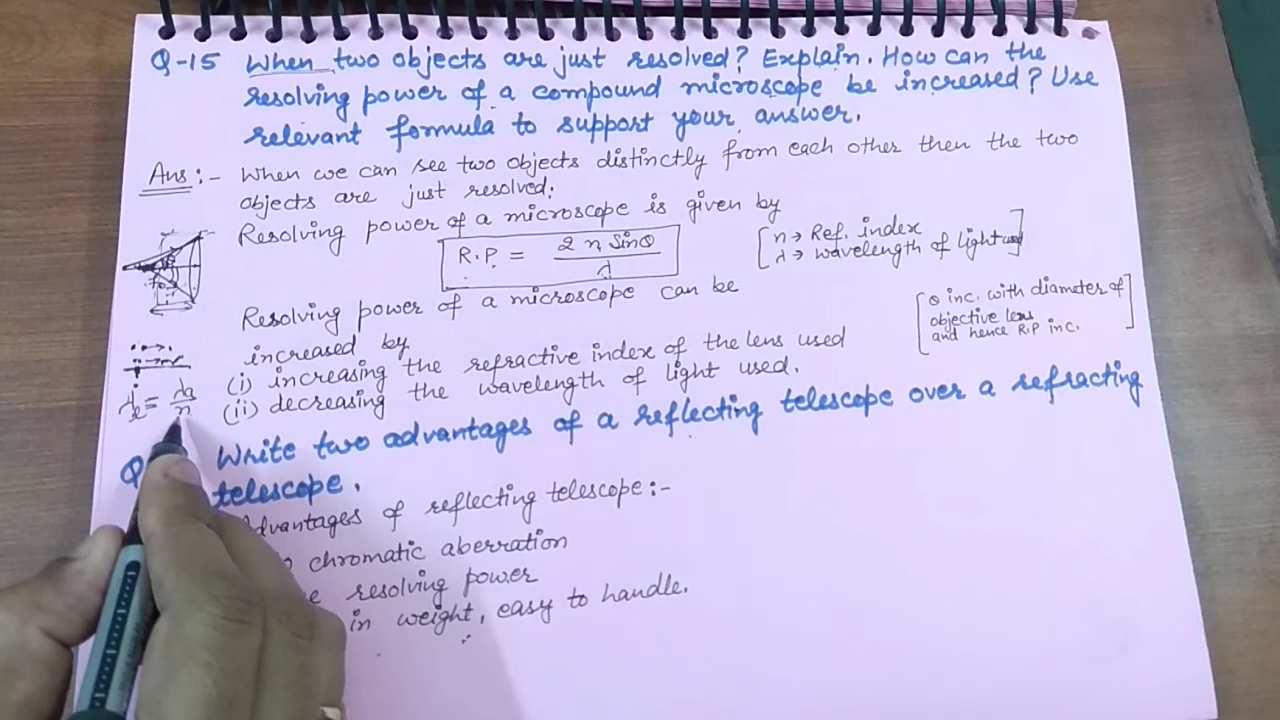 Q-15 When two objects are just resolved? Explain. How can the
resolving power of a compound microscope be increased? Use
relevant formula to support your answer.
Ans :- When we can see two objects distinctly from each other then the two
objects are just resolved.
Resolving power of a microscope is given by
R.P = 2 n Sinθ / λ
[n → Ref. index
λ → wavelength of light used]
Resolving power of a microscope can be
increased by
[θ inc. with diameter of
objective lens
and hence R.P inc.]
(i) increasing the refractive index of the lens used
(ii) decreasing the wavelength of light used.
λe = λa / n
Q Write two advantages of a reflecting telescope over a refracting
telescope.
Advantages of reflecting telescope:-
chromatic aberration
resolving power
in weight, easy to handle.